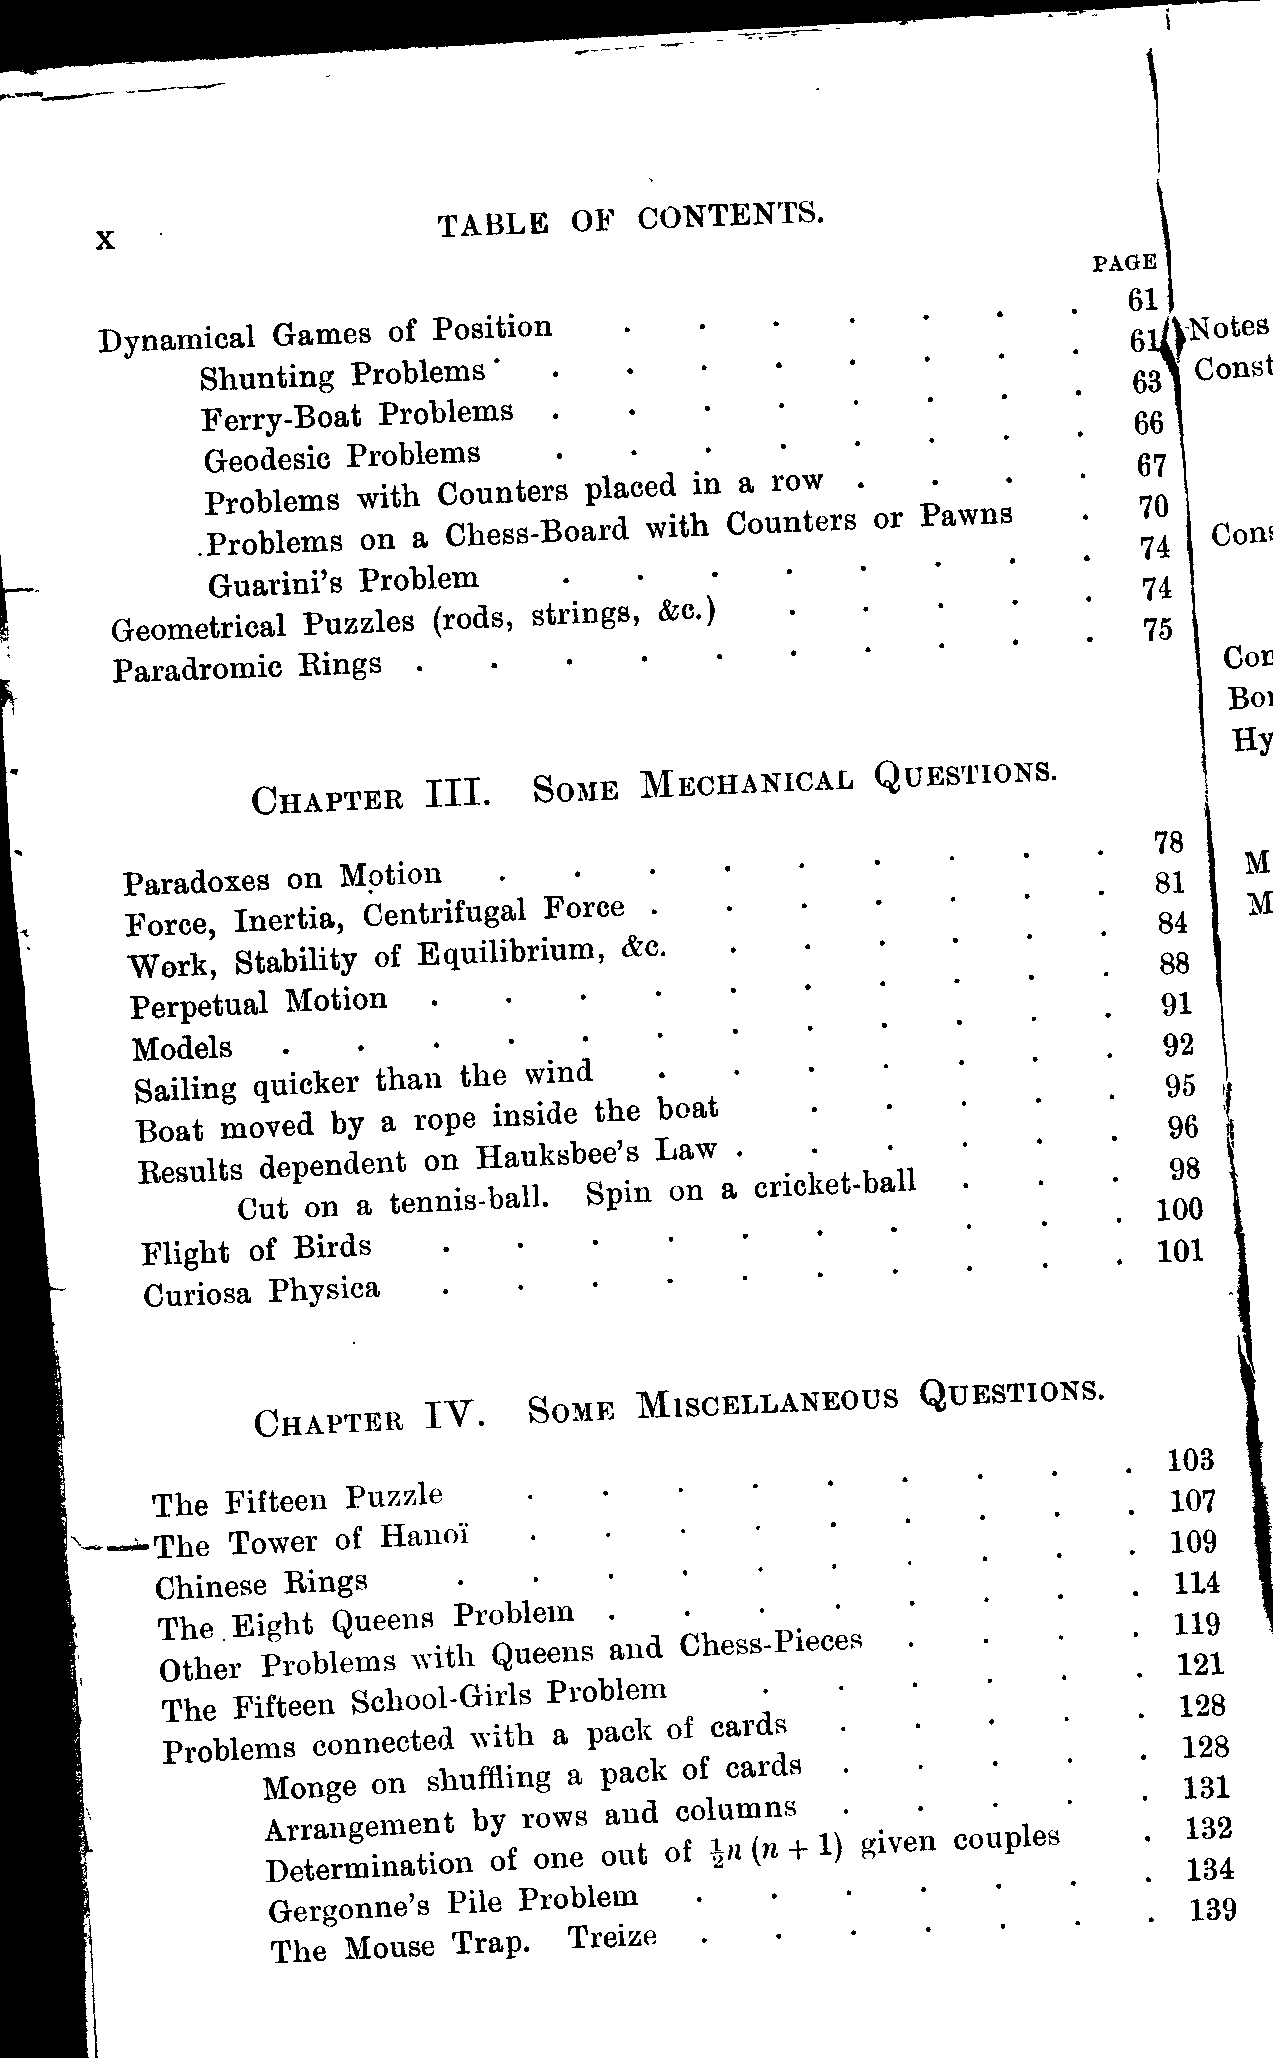 x TABLE OF CONTENTS.
PAGE
Dynamical Games of Position . . . . . . . 61
Shunting Problems . . . . . . . . 61
Ferry-Boat Problems . . . . . . . . 63
Geodesic Problems . . . . . . . . 66
Problems with Counters placed in a row . . . . 67
Problems on a Chess-Board with Counters or Pawns . 70
Guarini's Problem . . . . . . . . 74
Geometrical Puzzles (rods, strings, &c.) . . . . . 74
Paradromic Rings . . . . . . . . . . 75
CHAPTER III. SOME MECHANICAL QUESTIONS.
Paradoxes on Motion . . . . . . . . . 78
Force, Inertia, Centrifugal Force . . . . . . . 81
Work, Stability of Equilibrium, &c. . . . . . . 84
Perpetual Motion . . . . . . . . . . 88
Models . . . . . . . . . . . . 91
Sailing quicker than the wind . . . . . . . 92
Boat moved by a rope inside the boat . . . . . 95
Results dependent on Hauksbee's Law . . . . . . 96
Cut on a tennis-ball. Spin on a cricket-ball . . . 98
Flight of Birds . . . . . . . . . . 100
Curiosa Physica . . . . . . . . . . 101
CHAPTER IV. SOME MISCELLANEOUS QUESTIONS.
The Fifteen Puzzle . . . . . . . . . 103
The Tower of Hanoï . . . . . . . . . 107
Chinese Rings . . . . . . . . . . 109
The Eight Queens Problem . . . . . . . . 114
Other Problems with Queens and Chess-Pieces . . . . 119
The Fifteen School-Girls Problem . . . . . . 121
Problems connected with a pack of cards . . . . . 128
Monge on shuffling a pack of cards . . . . . 128
Arrangement by rows and columns . . . . . 131
Determination of one out of ½n (n + 1) given couples . 132
Gergonne's Pile Problem . . . . . . . 134
The Mouse Trap. Treize . . . . . . . 139
Notes